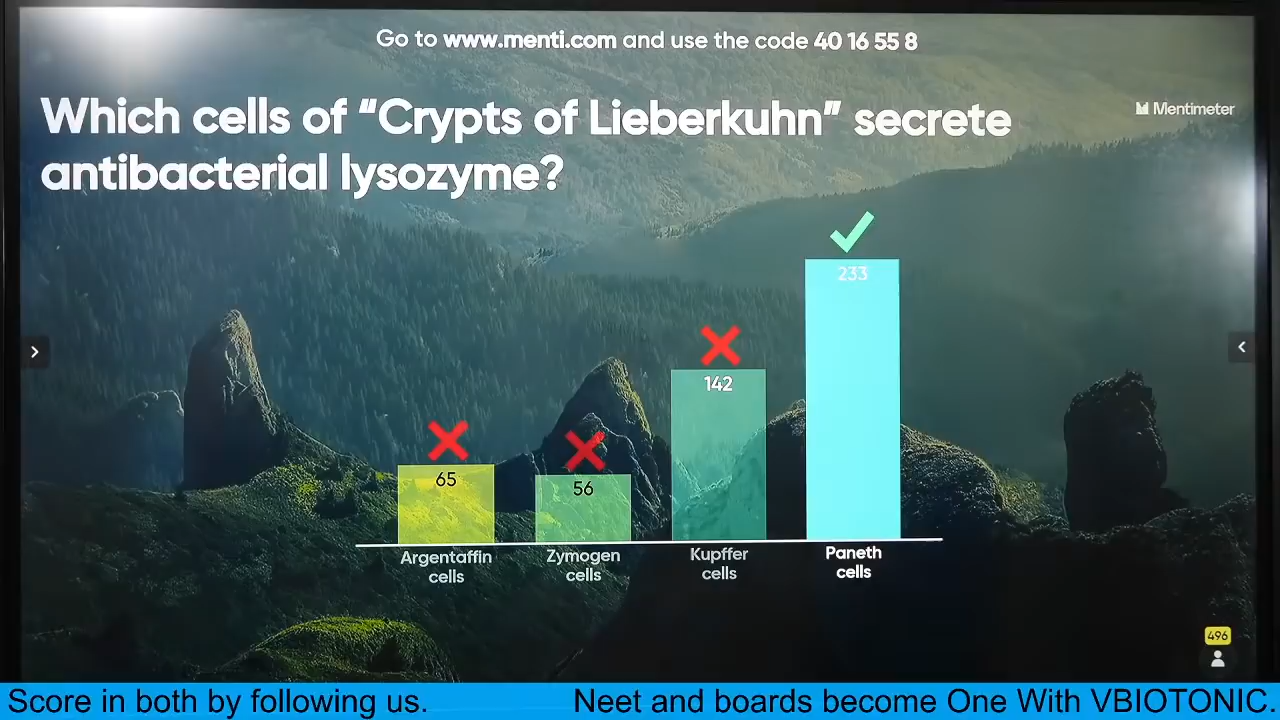 Go to www.menti.com and use the code 40 16 55 8
Which cells of “Crypts of Lieberkuhn” secrete
antibacterial lysozyme?
Mentimeter
233
142
65
56
Argentaffin
cells
Zymogen
cells
Kupffer
cells
Paneth
cells
496
Score in both by following us.
Neet and boards become One With VBIOTONIC.